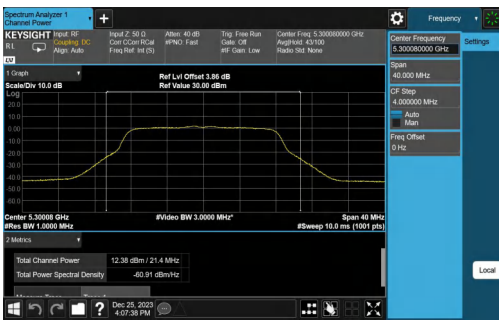 Spectrum Analyzer 1
Channel Power
Frequency
KEYSIGHT
RL
Input: RF
Coupling: DC
Align: Auto
Input Z: 50 Ω
Corr CCorr RCal
Freq Ref: Int (S)
Atten: 40 dB
#PNO: Fast
Trig: Free Run
Gate: Off
#IF Gain: Low
Center Freq: 5.300080000 GHz
Avg|Hold: 43/100
Radio Std: None
Center Frequency
5.300080000 GHz
Settings
Span
40.000 MHz
CF Step
4.000000 MHz
Auto
Man
Freq Offset
0 Hz
1 Graph
Scale/Div 10.0 dB
Log
Ref Lvl Offset 3.86 dB
Ref Value 30.00 dBm
20.0
10.0
0.00
-10.0
-20.0
-30.0
-40.0
-50.0
-60.0
Center 5.30008 GHz
#Res BW 1.0000 MHz
#Video BW 3.0000 MHz*
Span 40 MHz
#Sweep 10.0 ms (1001 pts)
2 Metrics
Total Channel Power 12.38 dBm / 21.4 MHz
Total Power Spectral Density -60.91 dBm/Hz
Local
?
Dec 25, 2023
4:07:38 PM